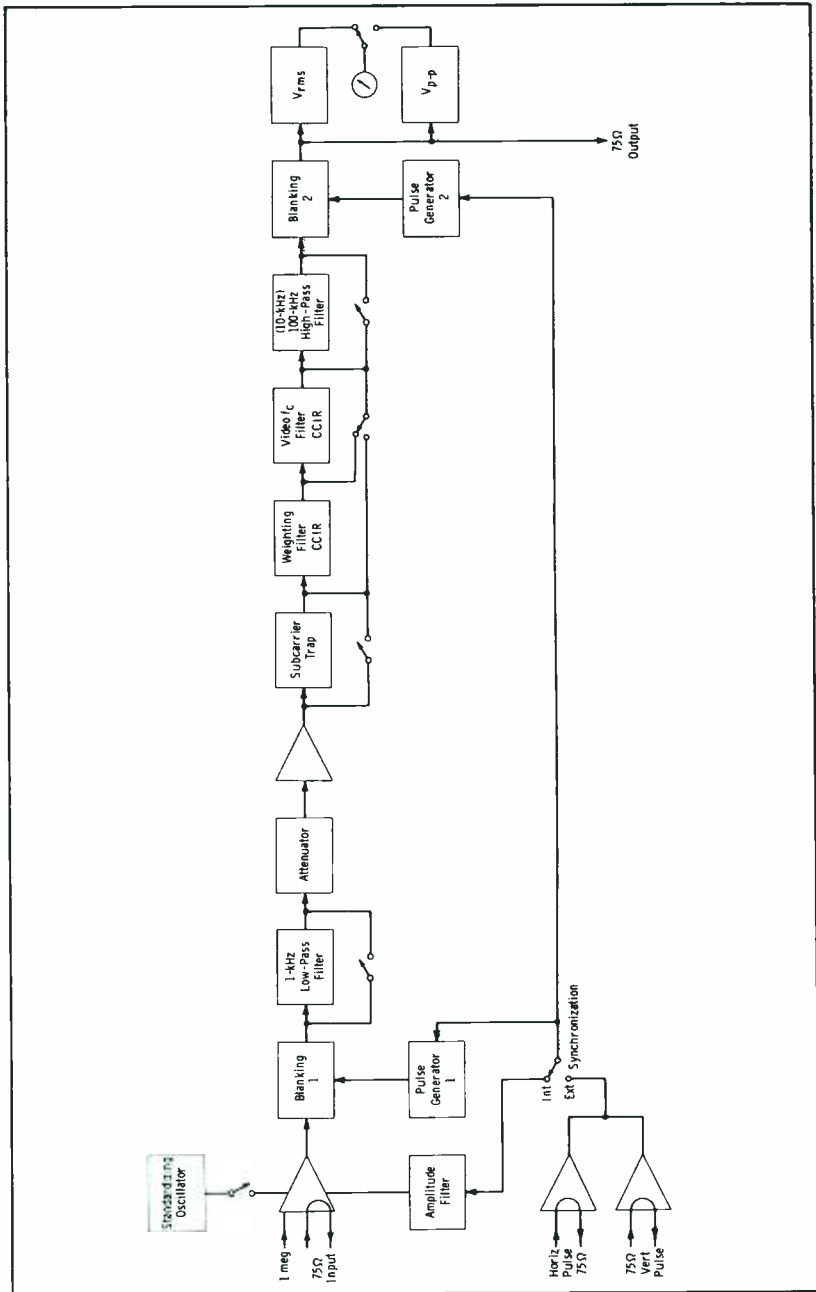 Standardizing
Oscillator
1 meg
75Ω
Input
Blanking
1
1-kHz
Low-Pass
Filter
Attenuator
Subcarrier
Trap
Weighting
Filter
CCIR
Video fc
Filter
CCIR
(10-kHz)
100-kHz
High-Pass
Filter
Blanking
2
Vrms
Vp-p
75Ω
Output
Pulse
Generator
2
Pulse
Generator
1
Amplitude
Filter
Int
Ext
Synchronization
Horiz
Pulse
75Ω
75Ω
Vert
Pulse